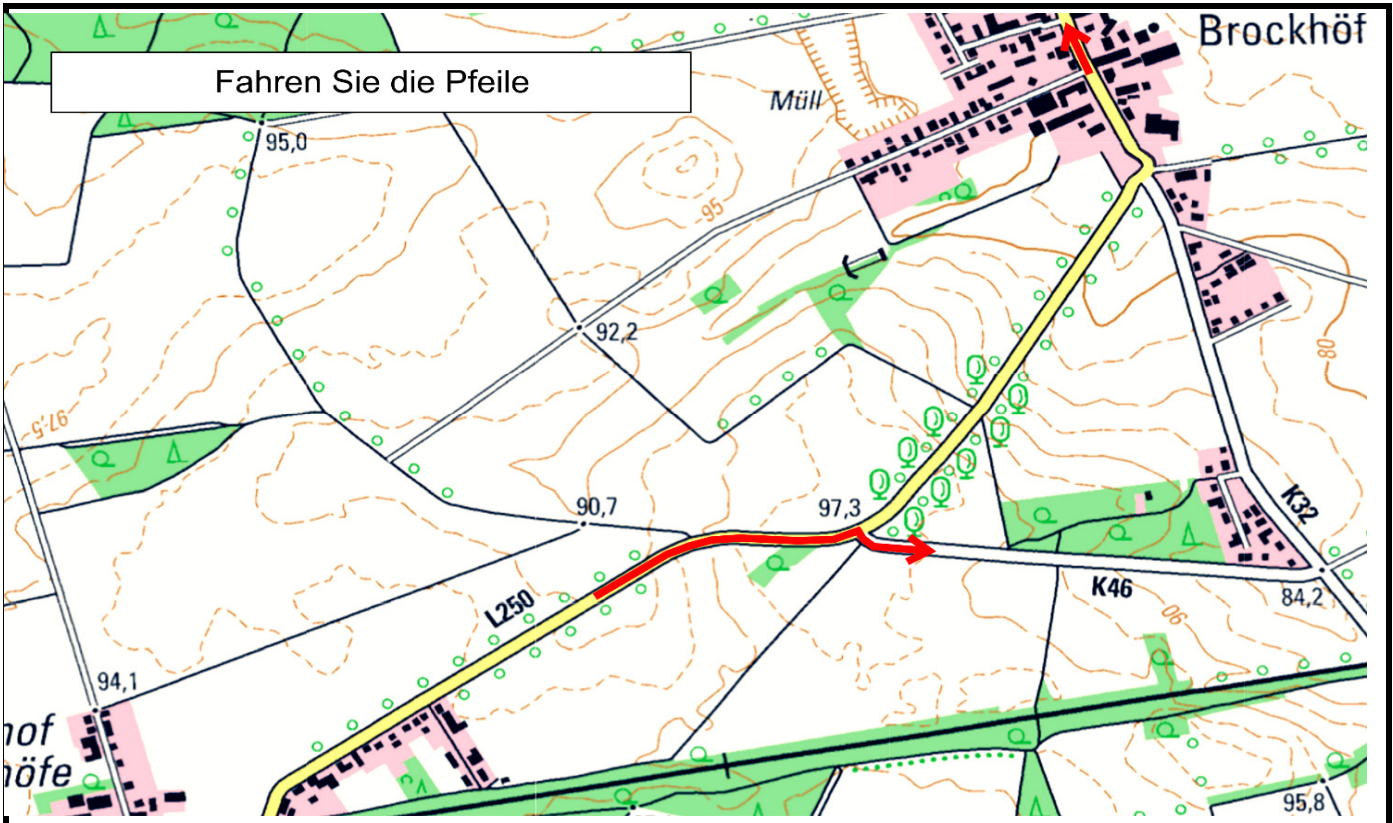 Brockhöf
Fahren Sie die Pfeile
Müll
95,0
95
92,2
80
97,5
90,7
97,3
K32
L250
K46
84,2
90
94,1
hof
höfe
95,8